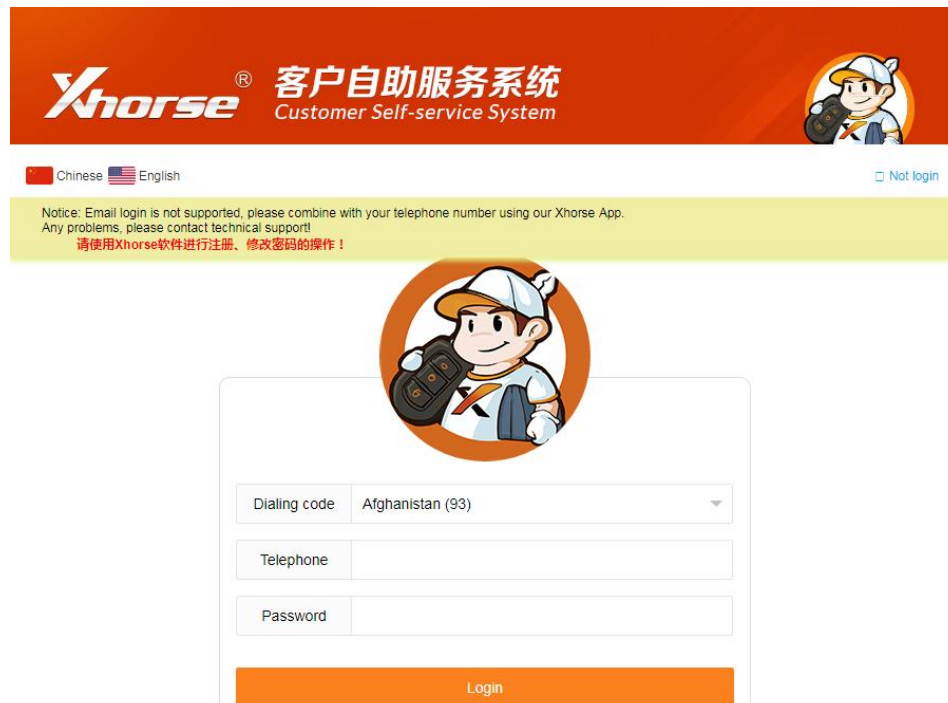 Xhorse® 客户自助服务系统
Customer Self-service System
Chinese English Not login
Notice: Email login is not supported, please combine with your telephone number using our Xhorse App.
Any problems, please contact technical support!
请使用Xhorse软件进行注册、修改密码的操作！
Dialing code Afghanistan (93)
Telephone
Password
Login